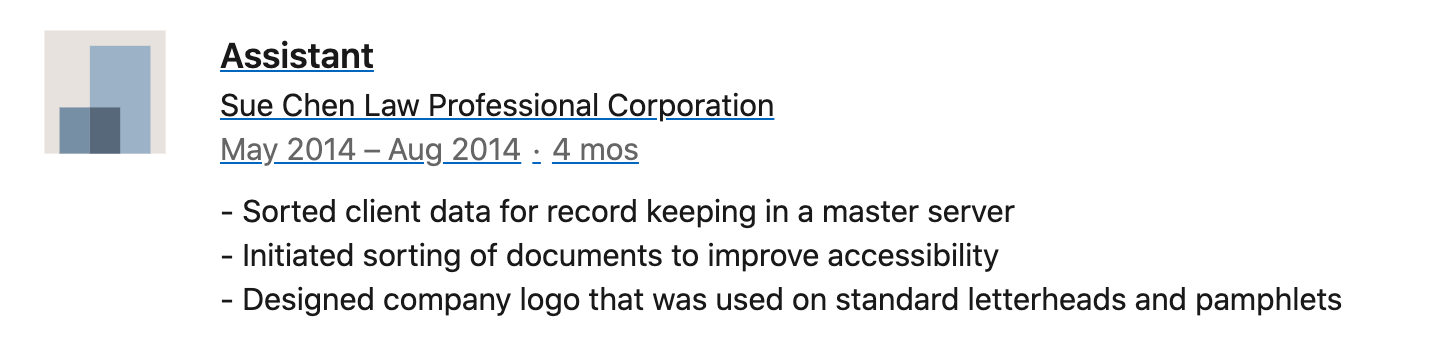 Assistant
Sue Chen Law Professional Corporation
May 2014 – Aug 2014 · 4 mos
- Sorted client data for record keeping in a master server
- Initiated sorting of documents to improve accessibility
- Designed company logo that was used on standard letterheads and pamphlets